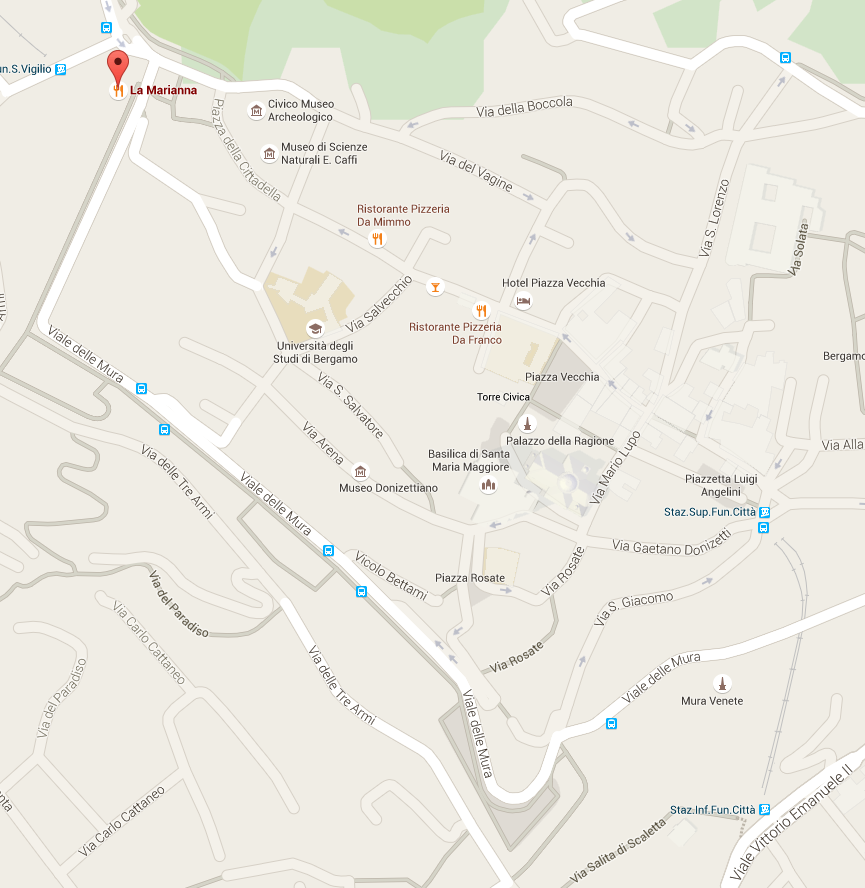 un.S.Vigilio
La Marianna
Civico Museo
Archeologico
Via della Boccola
Museo di Scienze
Naturali E. Caffi
Piazza della Cittadella
Via del Vagine
Via S. Lorenzo
Ristorante Pizzeria
Da Mimmo
Via Solata
Hotel Piazza Vecchia
Via Salvecchio
Ristorante Pizzeria
Da Franco
Università degli
Studi di Bergamo
Viale delle Mura
Bergamo
Piazza Vecchia
Torre Civica
Via S. Salvatore
Palazzo della Ragione
Via Arena
Basilica di Santa
Maria Maggiore
Via Mario Lupo
Via Alla
Museo Donizettiano
Piazzetta Luigi
Angelini
Via delle Tre Armi
Viale delle Mura
Staz.Sup.Fun.Città
Via Gaetano Donizetti
Vicolo Bettami
Piazza Rosate
Via Rosate
Via del Paradiso
Via S. Giacomo
Via Carlo Cattaneo
Via Rosate
Via del Paradiso
Via delle Tre Armi
Viale delle Mura
Mura Venete
Viale delle Mura
Via Carlo Cattaneo
Staz.Inf.Fun.Città
Viale Vittorio Emanuele II
Via Salita di Scaletta